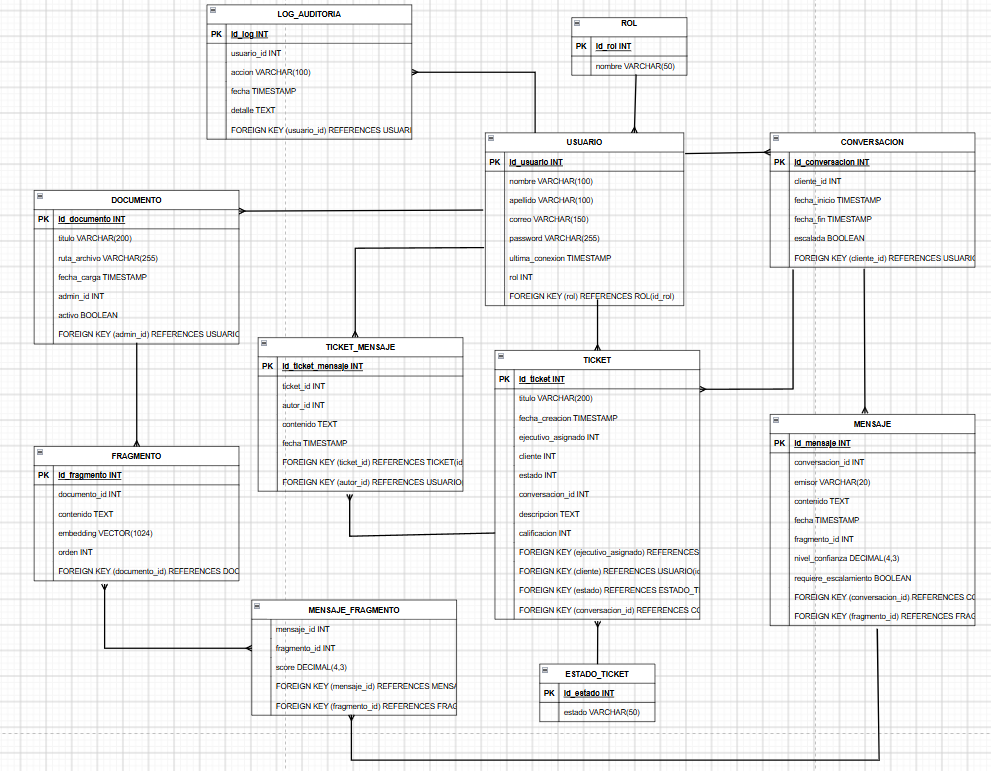 LOG_AUDITORIA
PK id_log INT
usuario_id INT
accion VARCHAR(100)
fecha TIMESTAMP
detalle TEXT
FOREIGN KEY (usuario_id) REFERENCES USUARI
ROL
PK id_rol INT
nombre VARCHAR(50)
USUARIO
PK id_usuario INT
nombre VARCHAR(100)
apellido VARCHAR(100)
correo VARCHAR(150)
password VARCHAR(255)
ultima_conexion TIMESTAMP
rol INT
FOREIGN KEY (rol) REFERENCES ROL(id_rol)
CONVERSACION
PK id_conversacion INT
cliente_id INT
fecha_inicio TIMESTAMP
fecha_fin TIMESTAMP
escalada BOOLEAN
FOREIGN KEY (cliente_id) REFERENCES USUARIO
DOCUMENTO
PK id_documento INT
titulo VARCHAR(200)
ruta_archivo VARCHAR(255)
fecha_carga TIMESTAMP
admin_id INT
activo BOOLEAN
FOREIGN KEY (admin_id) REFERENCES USUARIO
TICKET_MENSAJE
PK id_ticket_mensaje INT
ticket_id INT
autor_id INT
contenido TEXT
fecha TIMESTAMP
FOREIGN KEY (ticket_id) REFERENCES TICKET(id
FOREIGN KEY (autor_id) REFERENCES USUARIO
TICKET
PK id_ticket INT
titulo VARCHAR(200)
fecha_creacion TIMESTAMP
ejecutivo_asignado INT
cliente INT
estado INT
conversacion_id INT
descripcion TEXT
calificacion INT
FOREIGN KEY (ejecutivo_asignado) REFERENCES
FOREIGN KEY (cliente) REFERENCES USUARIO(id
FOREIGN KEY (estado) REFERENCES ESTADO_T
FOREIGN KEY (conversacion_id) REFERENCES CO
MENSAJE
PK id_mensaje INT
conversacion_id INT
emisor VARCHAR(20)
contenido TEXT
fecha TIMESTAMP
fragmento_id INT
nivel_confianza DECIMAL(4,3)
requiere_escalamiento BOOLEAN
FOREIGN KEY (conversacion_id) REFERENCES CO
FOREIGN KEY (fragmento_id) REFERENCES FRAG
FRAGMENTO
PK id_fragmento INT
documento_id INT
contenido TEXT
embedding VECTOR(1024)
orden INT
FOREIGN KEY (documento_id) REFERENCES DOC
MENSAJE_FRAGMENTO
mensaje_id INT
fragmento_id INT
score DECIMAL(4,3)
FOREIGN KEY (mensaje_id) REFERENCES MENSA
FOREIGN KEY (fragmento_id) REFERENCES FRAG
ESTADO_TICKET
PK id_estado INT
estado VARCHAR(50)